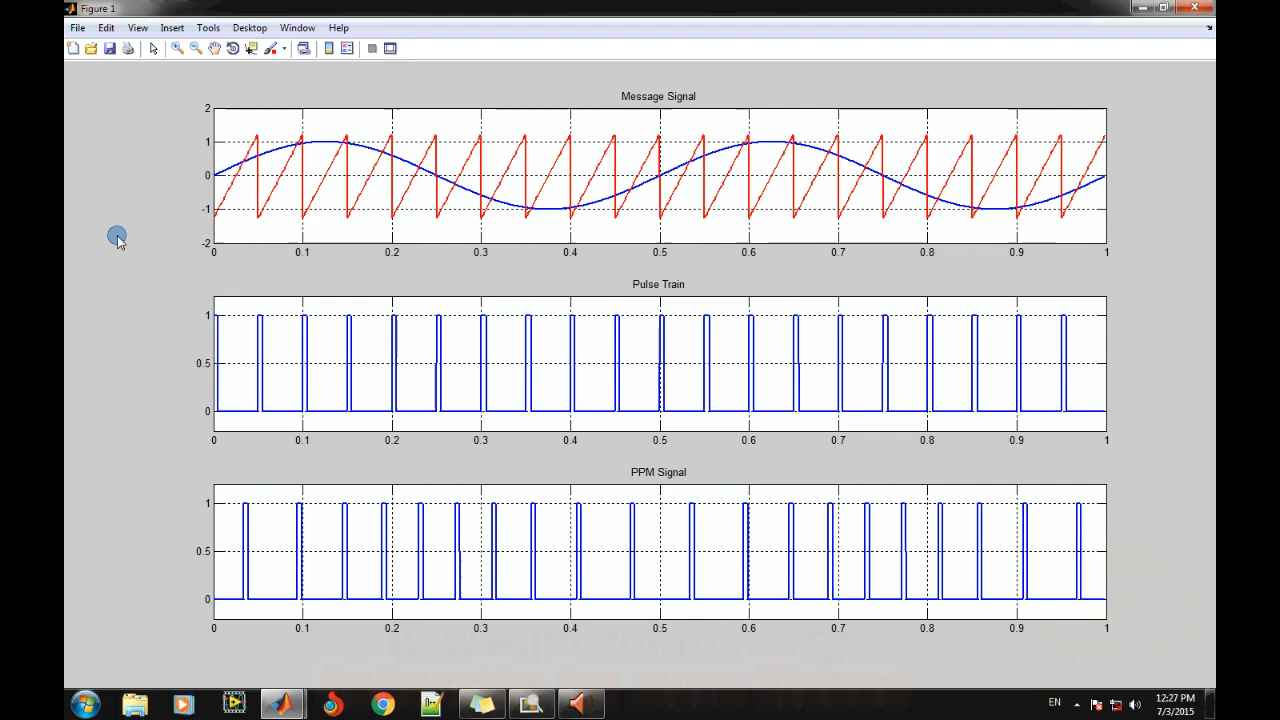 Figure 1
File Edit View Insert Tools Desktop Window Help
Message Signal
2
1
0
-1
-2
0 0.1 0.2 0.3 0.4 0.5 0.6 0.7 0.8 0.9 1
Pulse Train
1
0.5
0
0 0.1 0.2 0.3 0.4 0.5 0.6 0.7 0.8 0.9 1
PPM Signal
1
0.5
0
0 0.1 0.2 0.3 0.4 0.5 0.6 0.7 0.8 0.9 1
EN 12:27 PM
7/3/2015